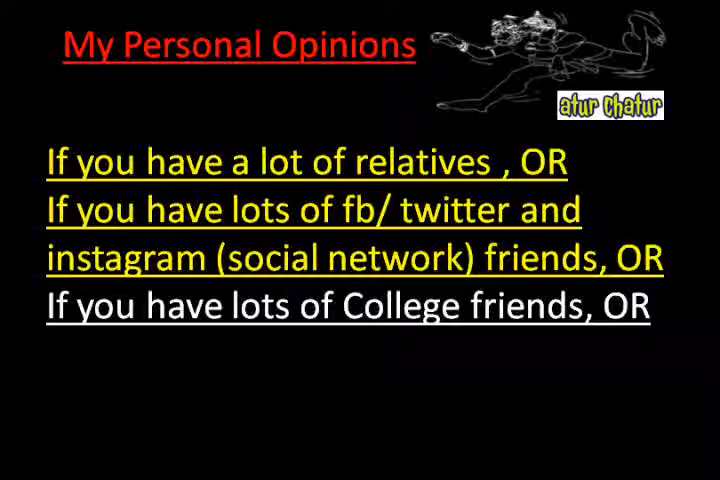 My Personal Opinions
atur chatur
If you have a lot of relatives , OR
If you have lots of fb/ twitter and
instagram (social network) friends, OR
If you have lots of College friends, OR